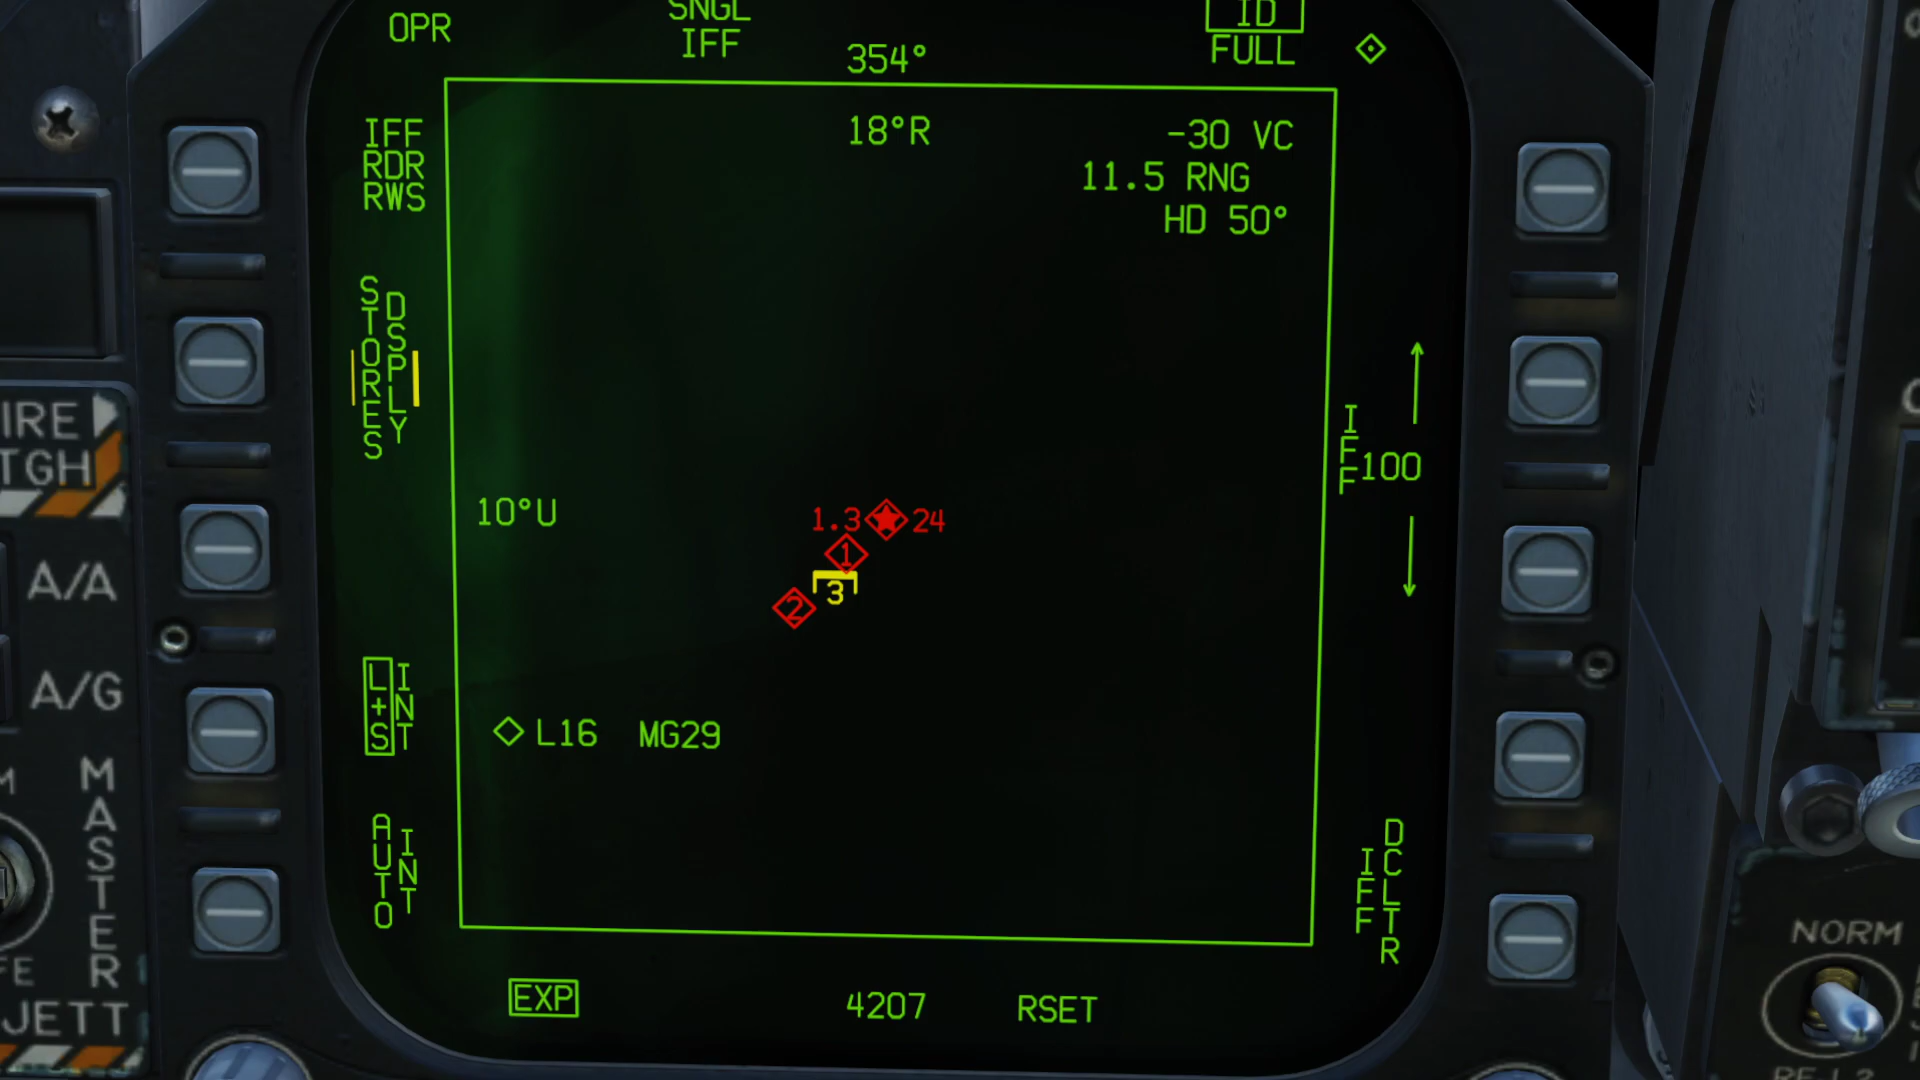 OPR
SNGL
IFF
354°
ID
FULL
IFF
RDR
RWS
18°R
-30 VC
11.5 RNG
HD 50°
STORES
DSPLY
IRE
TGH
IFF
100
10°U
1.3
24
1
3
2
A/A
A/G
L+S
INT
L16 MG29
MASTER
AUTO
INT
IFF
DCLTR
NORM
FE
JETT
EXP
4207
RSET